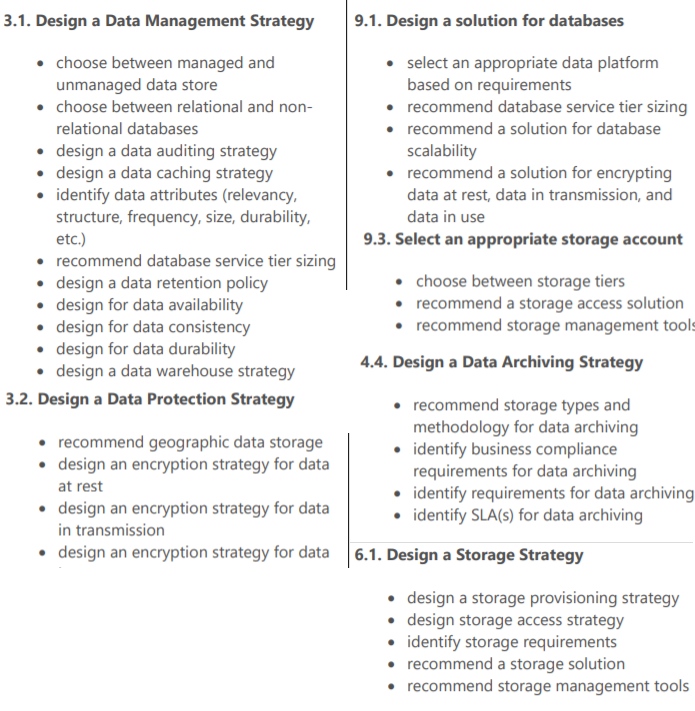 3.1. Design a Data Management Strategy
• choose between managed and
unmanaged data store
• choose between relational and non-
relational databases
• design a data auditing strategy
• design a data caching strategy
• identify data attributes (relevancy,
structure, frequency, size, durability,
etc.)
• recommend database service tier sizing
• design a data retention policy
• design for data availability
• design for data consistency
• design for data durability
• design a data warehouse strategy
3.2. Design a Data Protection Strategy
• recommend geographic data storage
• design an encryption strategy for data
at rest
• design an encryption strategy for data
in transmission
• design an encryption strategy for data
9.1. Design a solution for databases
• select an appropriate data platform
based on requirements
• recommend database service tier sizing
• recommend a solution for database
scalability
• recommend a solution for encrypting
data at rest, data in transmission, and
data in use
9.3. Select an appropriate storage account
• choose between storage tiers
• recommend a storage access solution
• recommend storage management tools
4.4. Design a Data Archiving Strategy
• recommend storage types and
methodology for data archiving
• identify business compliance
requirements for data archiving
• identify requirements for data archiving
• identify SLA(s) for data archiving
6.1. Design a Storage Strategy
• design a storage provisioning strategy
• design storage access strategy
• identify storage requirements
• recommend a storage solution
• recommend storage management tools